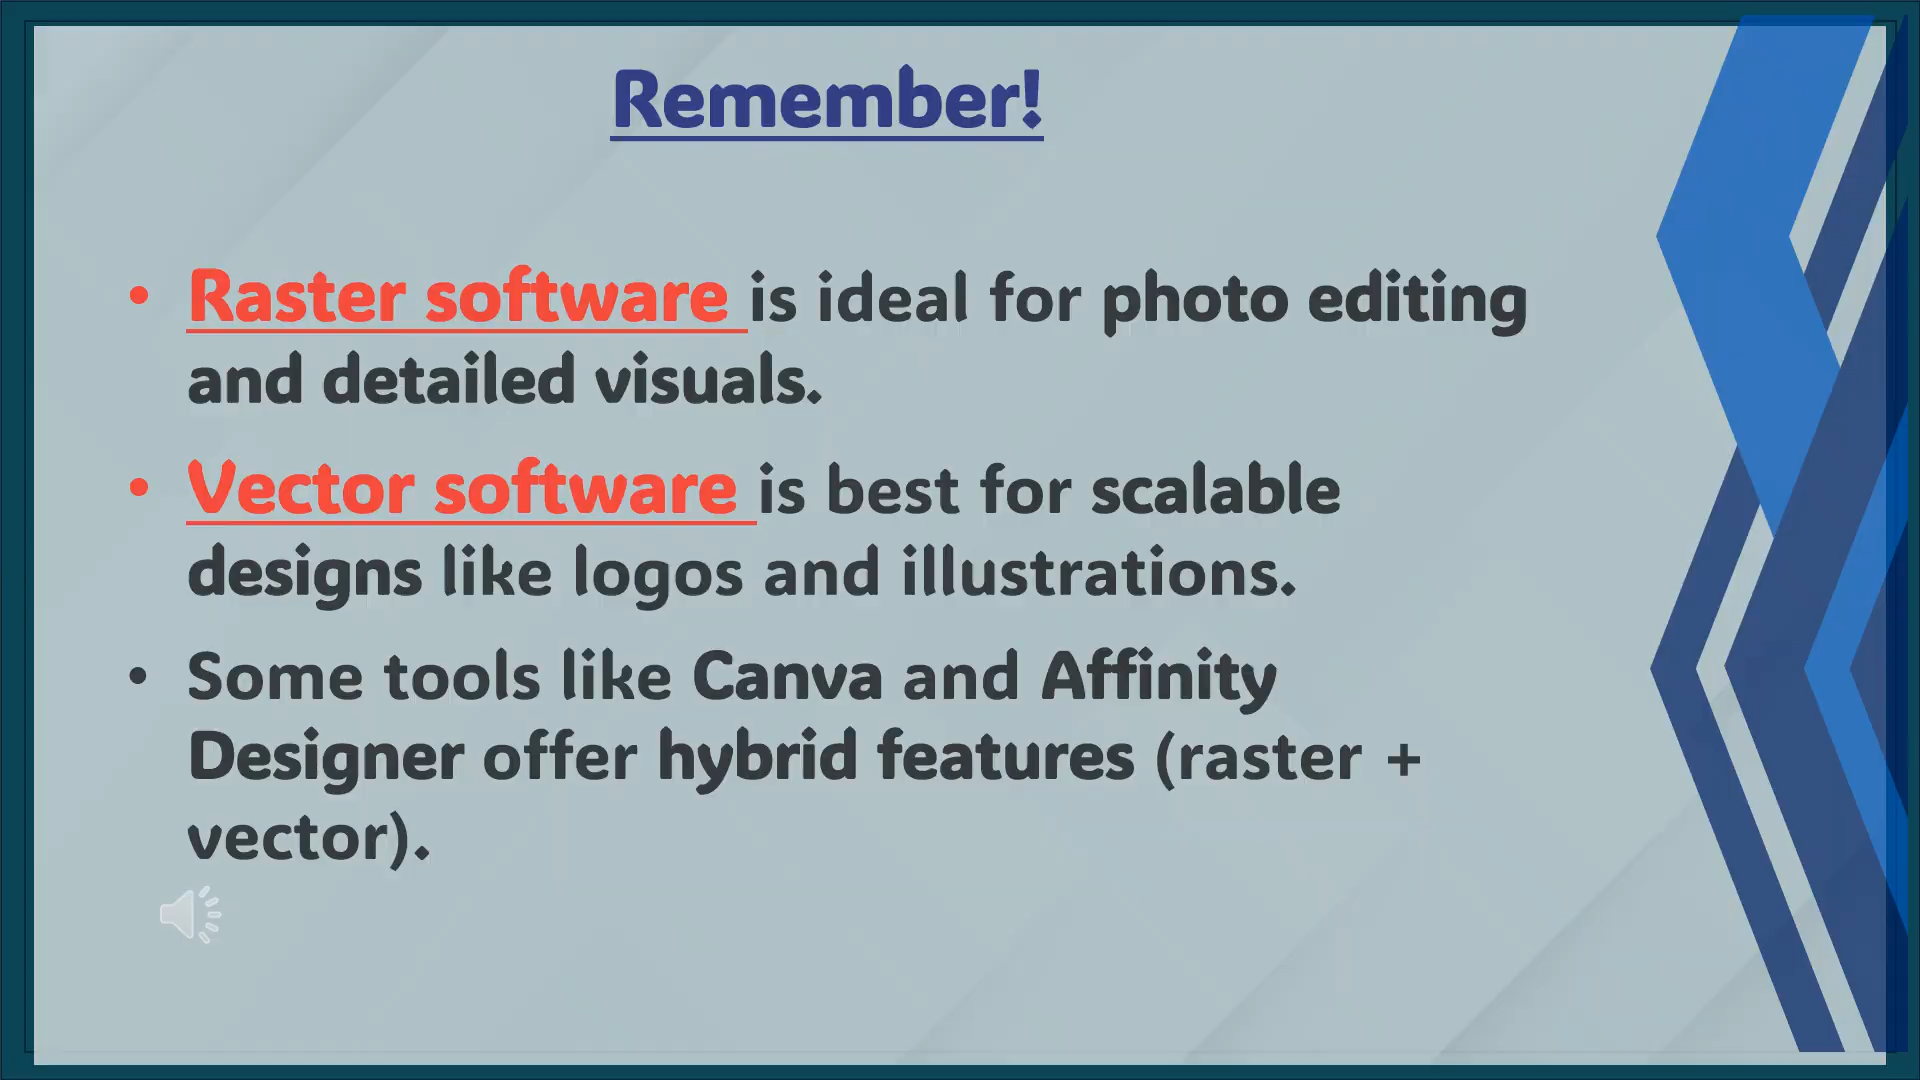 Remember!
• Raster software is ideal for photo editing
and detailed visuals.
• Vector software is best for scalable
designs like logos and illustrations.
• Some tools like Canva and Affinity
Designer offer hybrid features (raster +
vector).